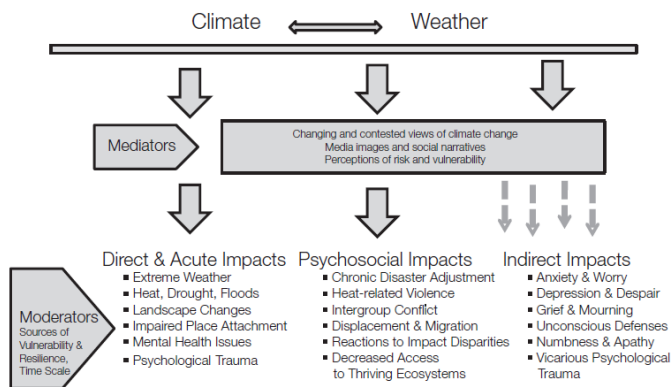 Climate Weather
Mediators
Changing and contested views of climate change
Media images and social narratives
Perceptions of risk and vulnerability
Direct & Acute Impacts
▪ Extreme Weather
▪ Heat, Drought, Floods
▪ Landscape Changes
▪ Impaired Place Attachment
▪ Mental Health Issues
▪ Psychological Trauma
Psychosocial Impacts
▪ Chronic Disaster Adjustment
▪ Heat-related Violence
▪ Intergroup Conflict
▪ Displacement & Migration
▪ Reactions to Impact Disparities
▪ Decreased Access
to Thriving Ecosystems
Indirect Impacts
▪ Anxiety & Worry
▪ Depression & Despair
▪ Grief & Mourning
▪ Unconscious Defenses
▪ Numbness & Apathy
▪ Vicarious Psychological
Trauma
Moderators
Sources of
Vulnerability &
Resilience,
Time Scale